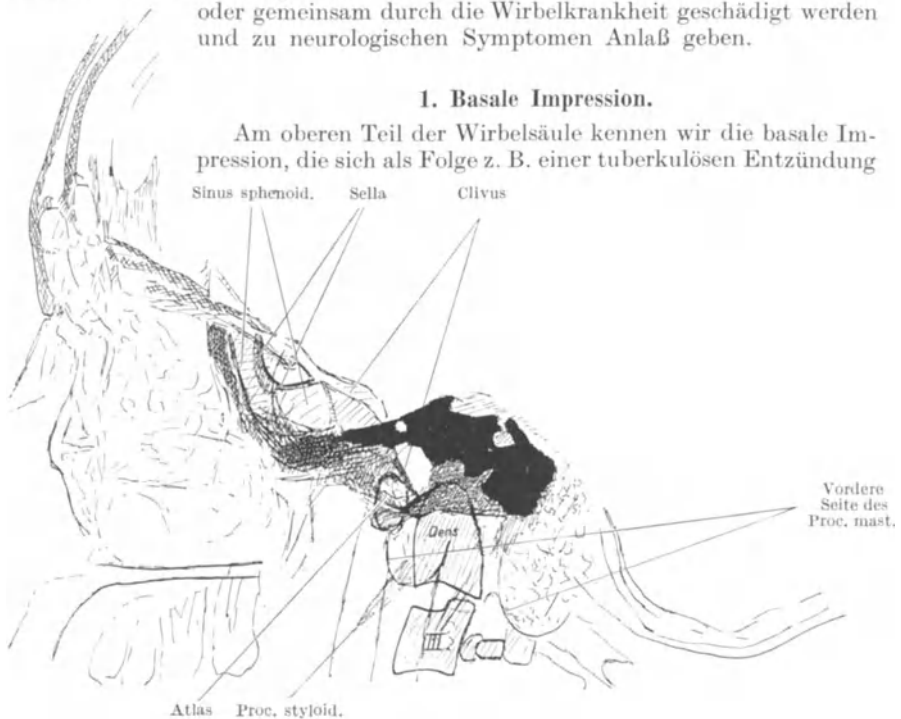 oder gemeinsam durch die Wirbelkrankheit geschädigt werden
und zu neurologischen Symptomen Anlaß geben.
1. Basale Impression.
Am oberen Teil der Wirbelsäule kennen wir die basale Im-
pression, die sich als Folge z. B. einer tuberkulösen Entzündung
Sinus sphenoid. Sella Clivus
Vordere
Seite des
Proc. mast.
Dens
III
Atlas Proc. styloid.